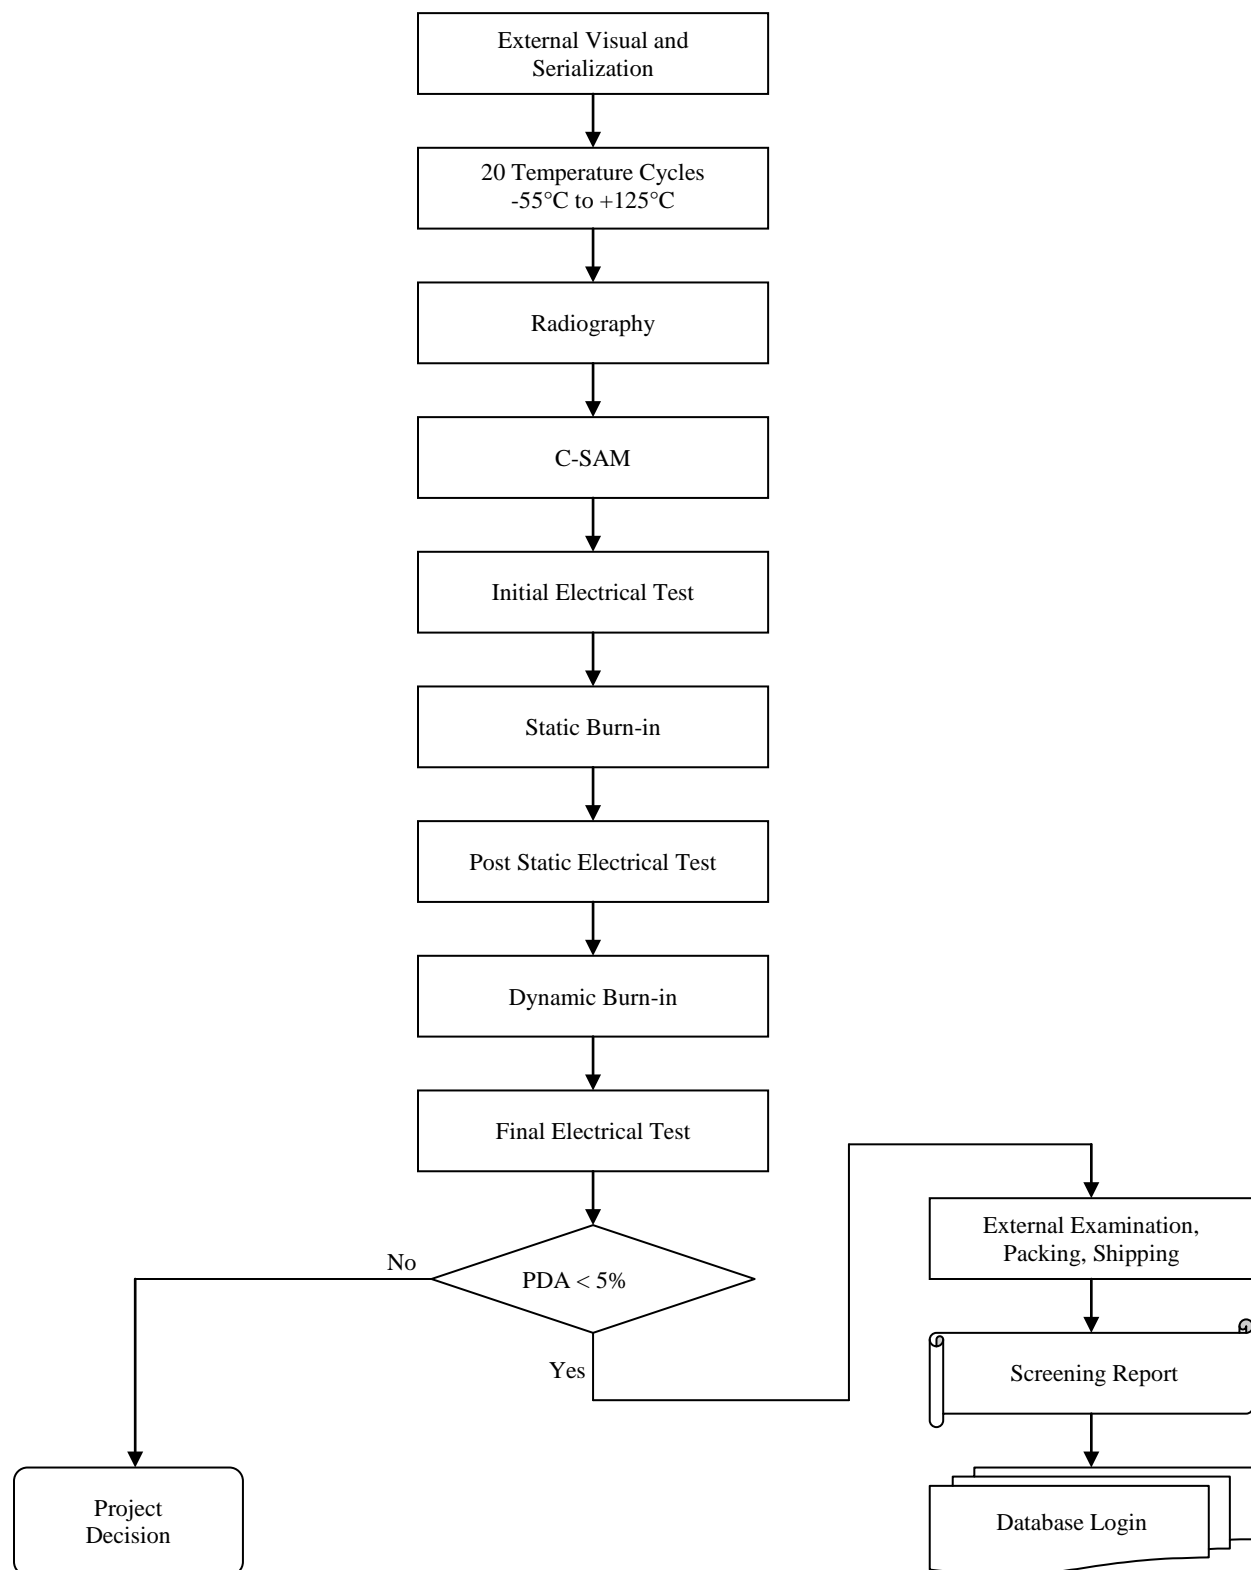 External Visual and
Serialization
20 Temperature Cycles
-55°C to +125°C
Radiography
C-SAM
Initial Electrical Test
Static Burn-in
Post Static Electrical Test
Dynamic Burn-in
Final Electrical Test
PDA < 5%
No
Yes
External Examination,
Packing, Shipping
Screening Report
Database Login
Project
Decision